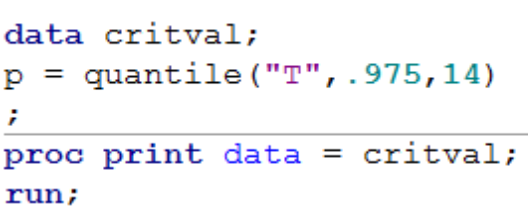 data critval;
p = quantile("T",.975,14)
;
proc print data = critval;
run;